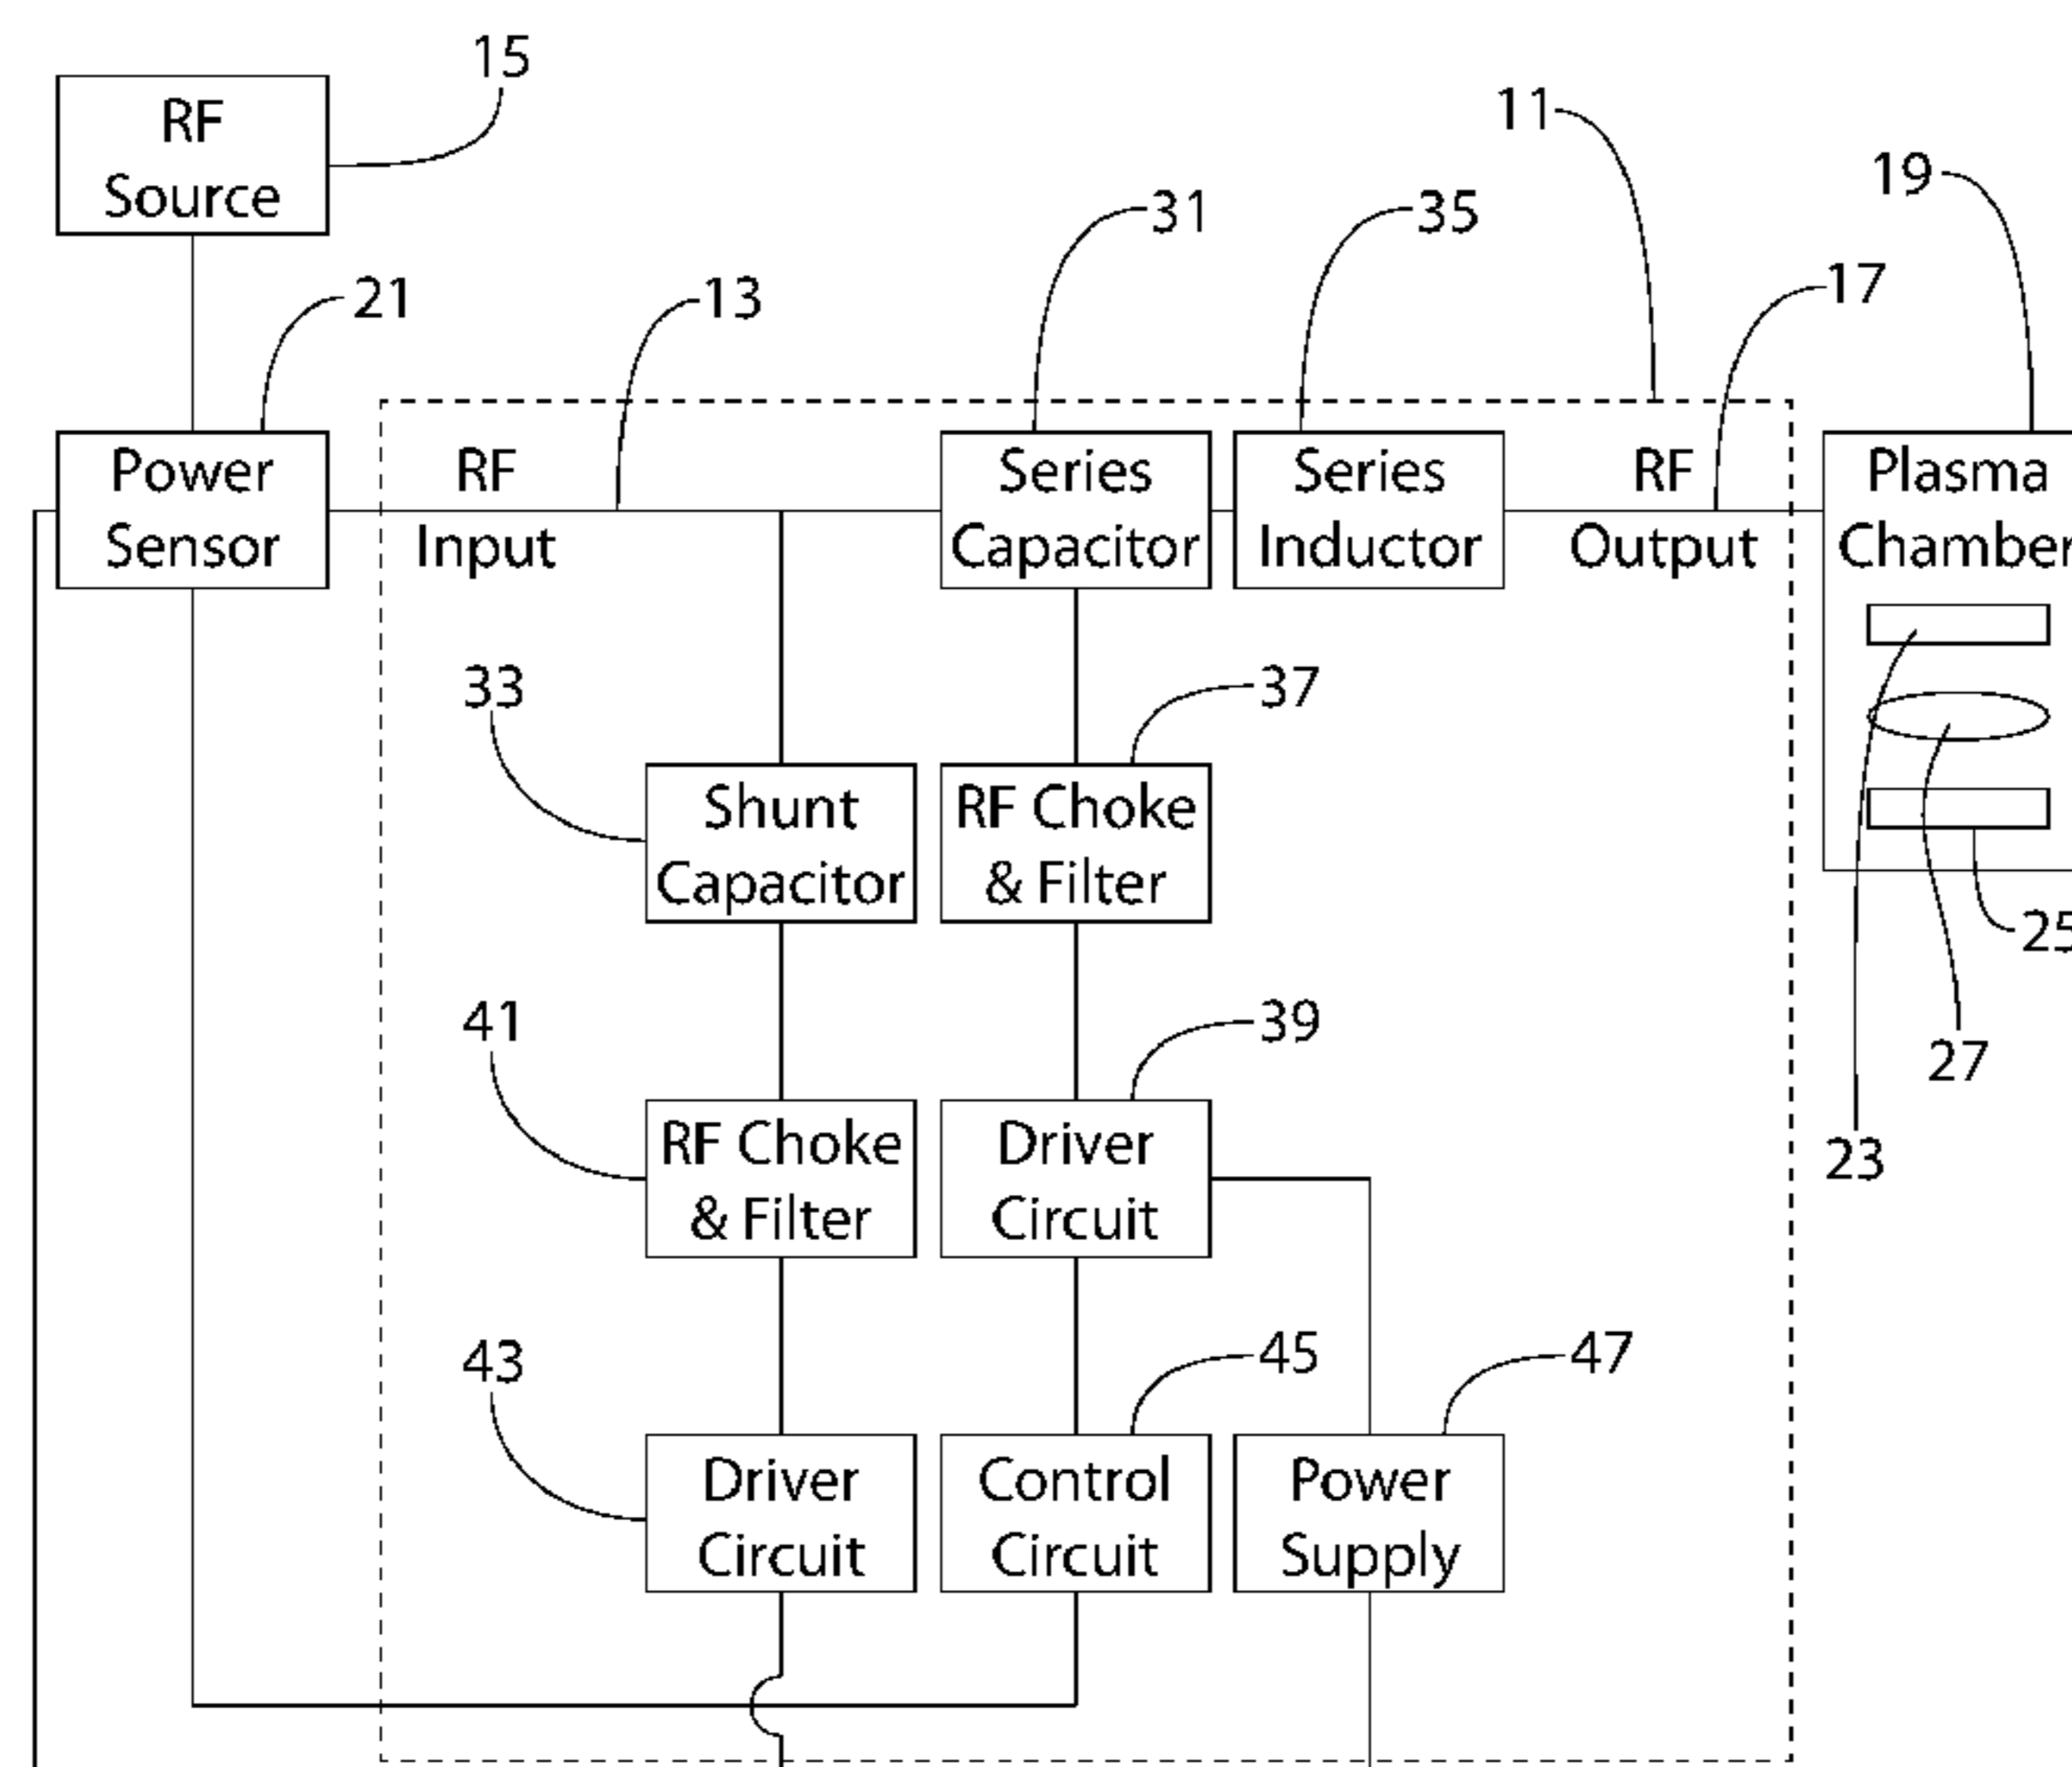 15
RF
Source
11
19
31
35
17
21
13
Power
Sensor
RF
Input
Series
Capacitor
Series
Inductor
RF
Output
Plasma
Chamber
33
37
Shunt
Capacitor
RF Choke
& Filter
25
41
39
27
RF Choke
& Filter
Driver
Circuit
23
43
45
47
Driver
Circuit
Control
Circuit
Power
Supply